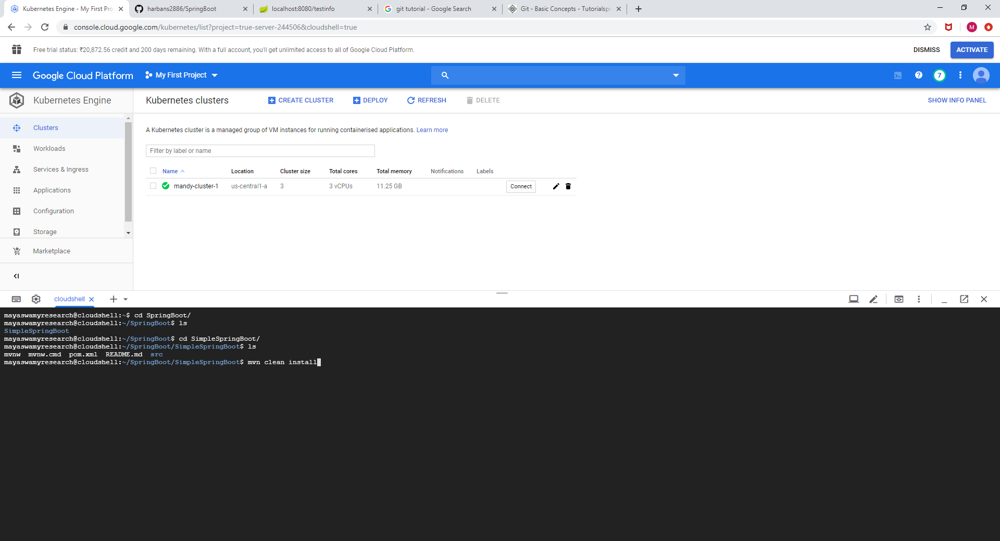 Kubernetes Engine - My First Pro
harbans2886/SpringBoot
localhost:8080/testinfo
git tutorial - Google Search
Git - Basic Concepts - Tutorialspo
console.cloud.google.com/kubernetes/list?project=true-server-244506&cloudshell=true
M
Free trial status: ₹20,872.56 credit and 200 days remaining. With a full account, you'll get unlimited access to all of Google Cloud Platform.
DISMISS
ACTIVATE
Google Cloud Platform
My First Project
7
Kubernetes Engine
Kubernetes clusters
CREATE CLUSTER
DEPLOY
REFRESH
DELETE
SHOW INFO PANEL
Clusters
Workloads
Services & Ingress
Applications
Configuration
Storage
Marketplace
A Kubernetes cluster is a managed group of VM instances for running containerised applications. Learn more
Filter by label or name
Name Location Cluster size Total cores Total memory Notifications Labels
mandy-cluster-1 us-central1-a 3 3 vCPUs 11.25 GB Connect
cloudshell
mayaswamyresearch@cloudshell:~$ cd SpringBoot/
mayaswamyresearch@cloudshell:~/SpringBoot$ ls
SimpleSpringBoot
mayaswamyresearch@cloudshell:~/SpringBoot$ cd SimpleSpringBoot/
mayaswamyresearch@cloudshell:~/SpringBoot/SimpleSpringBoot$ ls
mvnw mvnw.cmd pom.xml README.md src
mayaswamyresearch@cloudshell:~/SpringBoot/SimpleSpringBoot$ mvn clean install